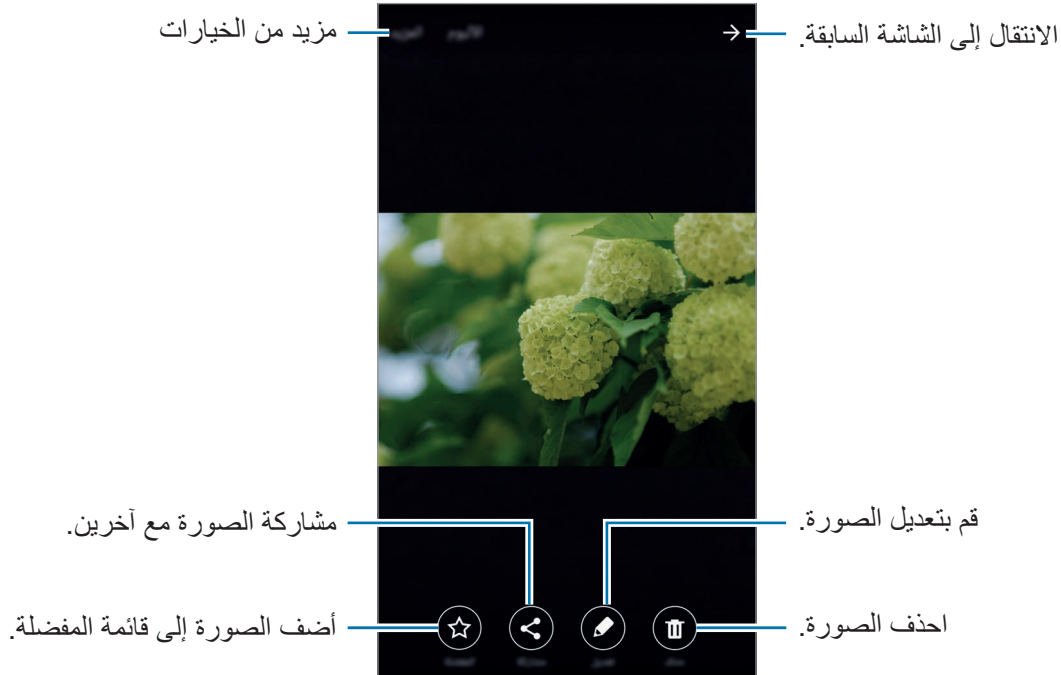 الانتقال إلى الشاشة السابقة.
مزيد من الخيارات
قم بتعديل الصورة.
مشاركة الصورة مع آخرين.
احذف الصورة.
أضف الصورة إلى قائمة المفضلة.